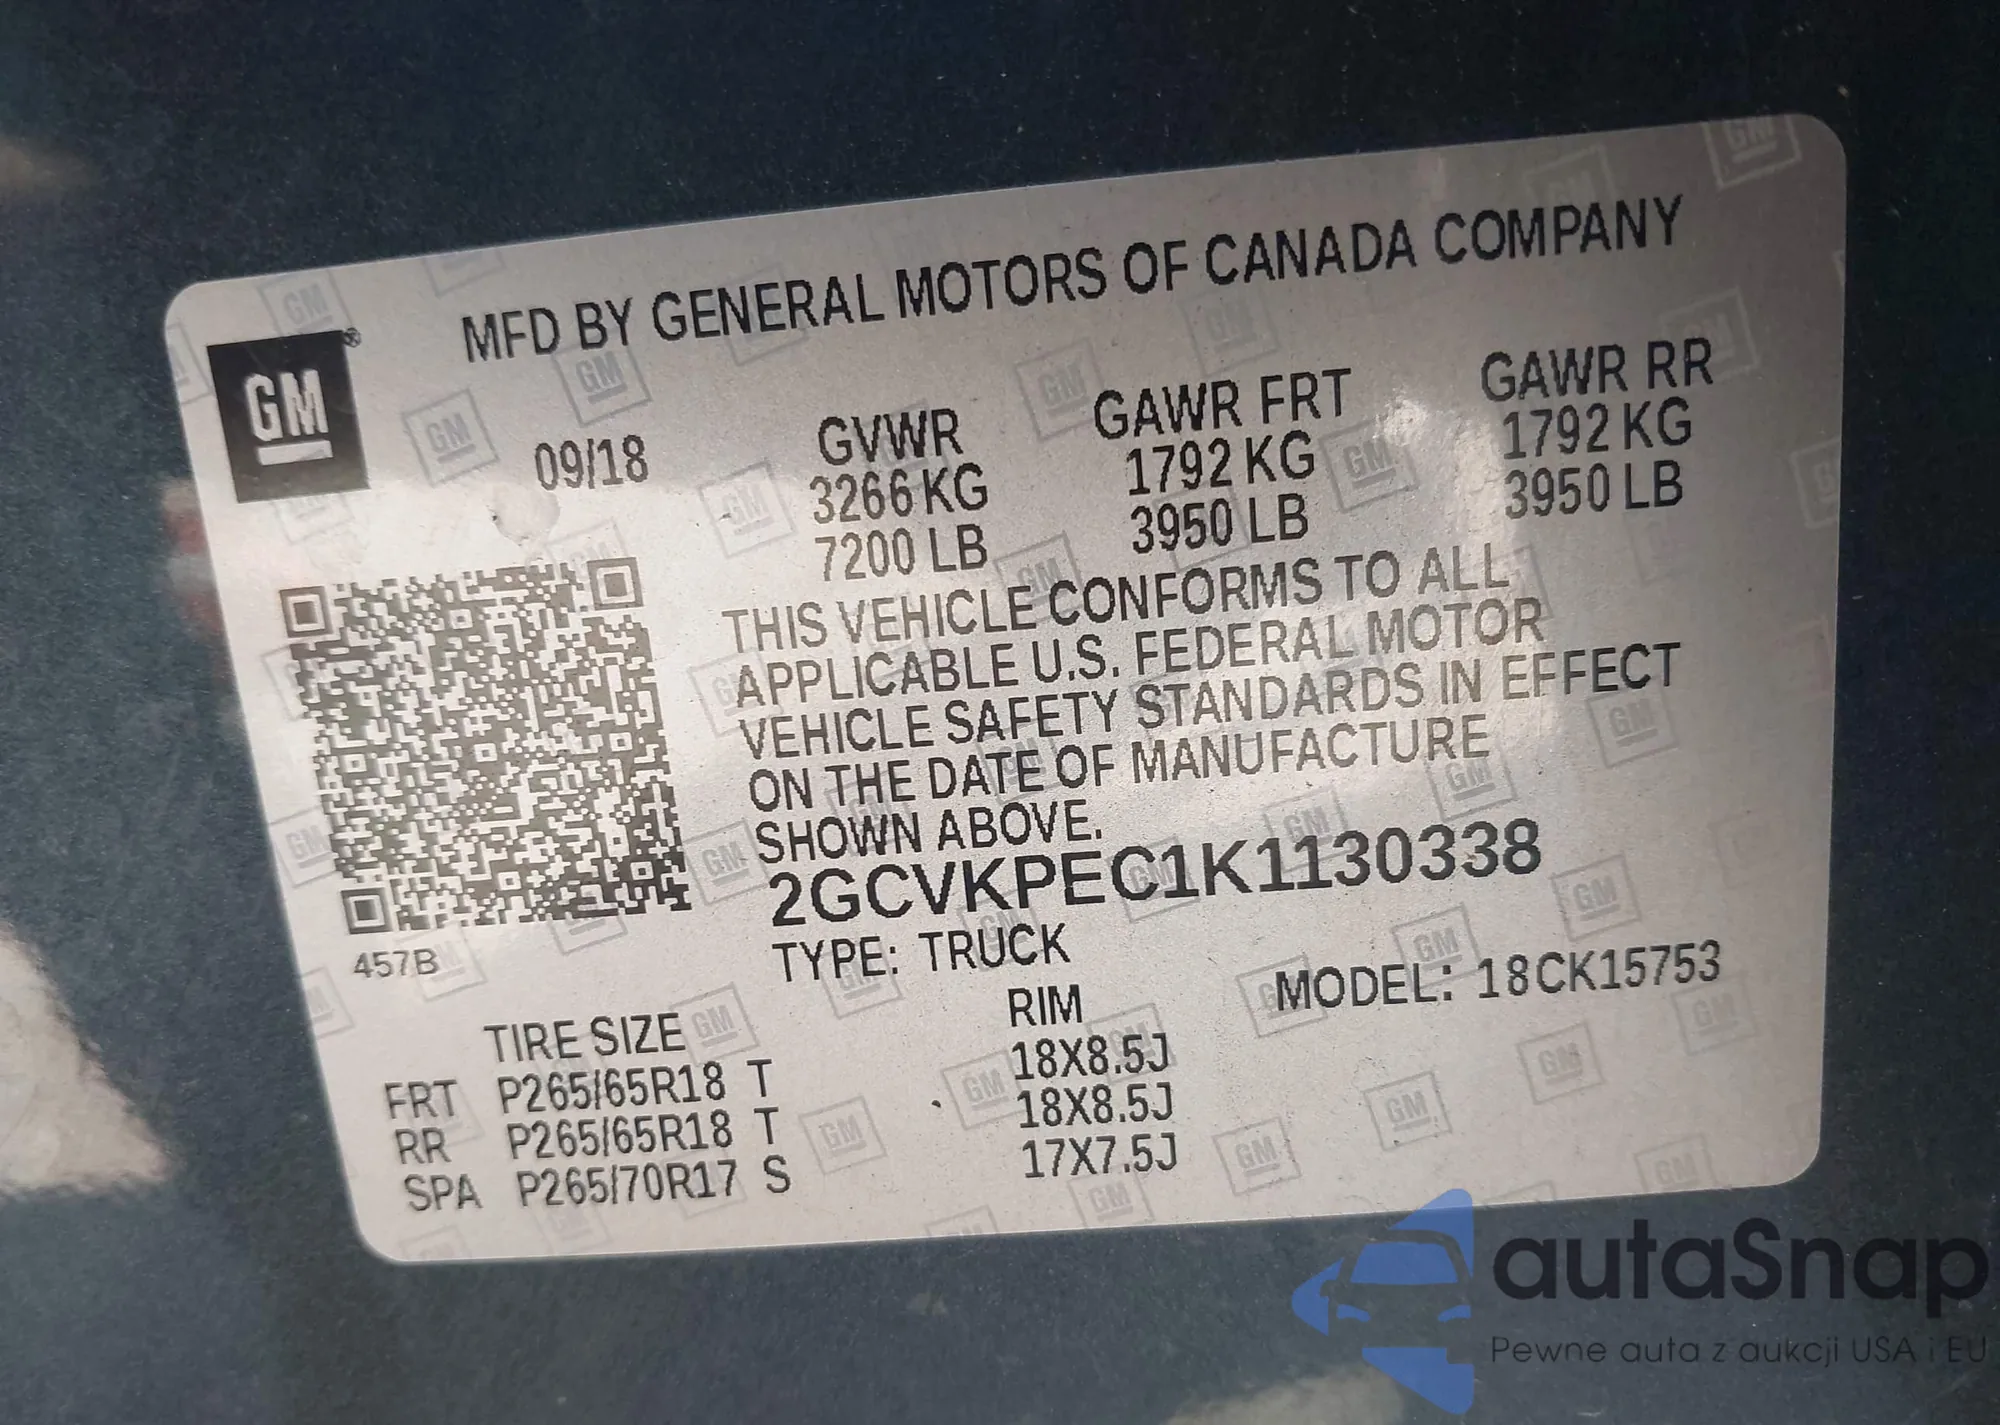 MFD BY GENERAL MOTORS OF CANADA COMPANY
GM ®
09/18
GVWR GAWR FRT GAWR RR
3266 KG 1792 KG 1792 KG
7200 LB 3950 LB 3950 LB
THIS VEHICLE CONFORMS TO ALL
APPLICABLE U.S. FEDERAL MOTOR
VEHICLE SAFETY STANDARDS IN EFFECT
ON THE DATE OF MANUFACTURE
SHOWN ABOVE.
2GCVKPEC1K1130338
457B
TYPE: TRUCK MODEL: 18CK15753
TIRE SIZE RIM
FRT P265/65R18 T 18X8.5J
RR P265/65R18 T 18X8.5J
SPA P265/70R17 S 17X7.5J
autaSnap
Pewne auta z aukcji USA i EU